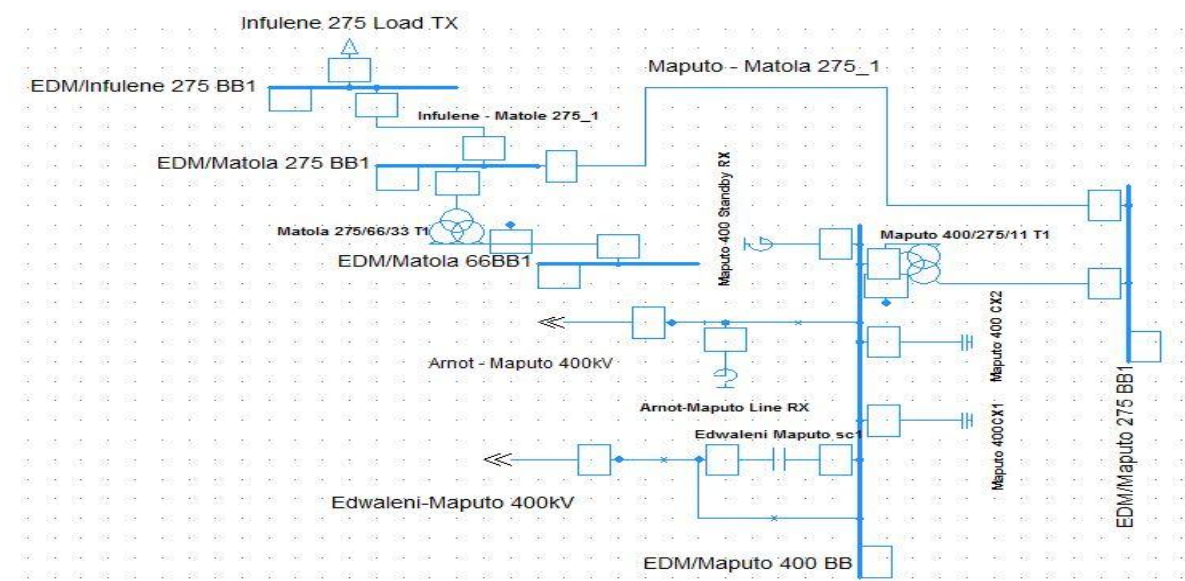 Infulene 275 Load TX
EDM/Infulene 275 BB1
Maputo - Matola 275_1
Infulene - Matole 275_1
EDM/Matola 275 BB1
Maputo 400 Standby RX
Matola 275/66/33 T1
Maputo 400/275/11 T1
EDM/Matola 66BB1
Maputo 400 CX2
Arnot - Maputo 400kV
EDM/Maputo 275 BB1
Arnot-Maputo Line RX
Maputo 400CX1
Edwaleni Maputo sc1
Edwaleni-Maputo 400kV
EDM/Maputo 400 BB